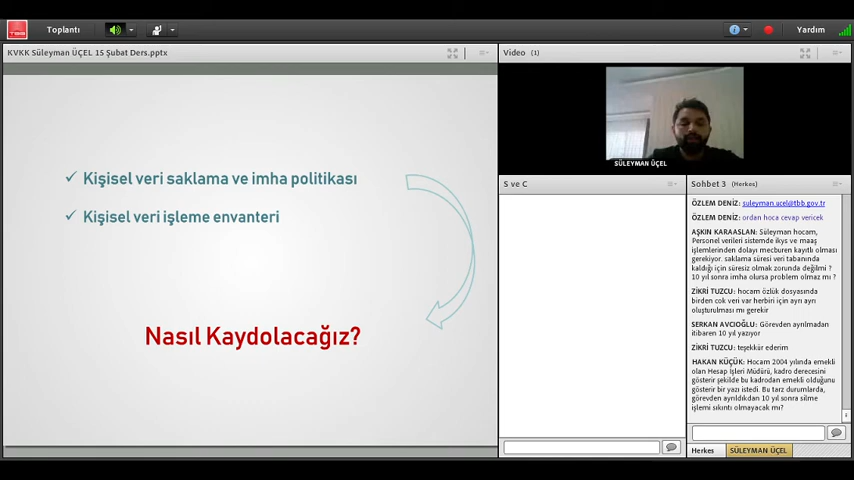 TBB
Toplantı
Yardım
KVKK Süleyman ÜÇEL 15 Şubat Ders.pptx
Kişisel veri saklama ve imha politikası
Kişisel veri işleme envanteri
Nasıl Kaydolacağız?
Video (1)
SÜLEYMAN ÜÇEL
S ve C
Sohbet 3 (Herkes)
ÖZLEM DENİZ: suleyman.ucel@tbb.gov.tr
ÖZLEM DENİZ: ordan hoca cevap vericek
AŞKIN KARAASLAN: Süleyman hocam,
Personel verileri sistemde ikys ve maaş
işlemlerinden dolayı mecburen kayıtlı olması
gerekiyor. saklama süresi veri tabanında
kaldığı için süresiz olmak zorunda değilmi ?
10 yıl sonra imha olursa problem olmaz mı ?
ZİKRİ TUZCU: hocam özlük dosyasında
birden cok veri var herbiri için ayrı ayrı
oluşturulması mı gerekir
SERKAN AVCIOĞLU: Görevden ayrılmadan
itibaren 10 yıl yazıyor
ZİKRİ TUZCU: teşekkür ederim
HAKAN KÜÇÜK: Hocam 2004 yılında emekli
olan Hesap İşleri Müdürü, kadro derecesini
gösterir şekilde bu kadrodan emekli olduğunu
gösterir bir yazı istedi. Bu tarz durumlarda,
görevden ayrıldıktan 10 yıl sonra silme
işlemi sıkıntı olmayacak mı?
Herkes
SÜLEYMAN ÜÇEL